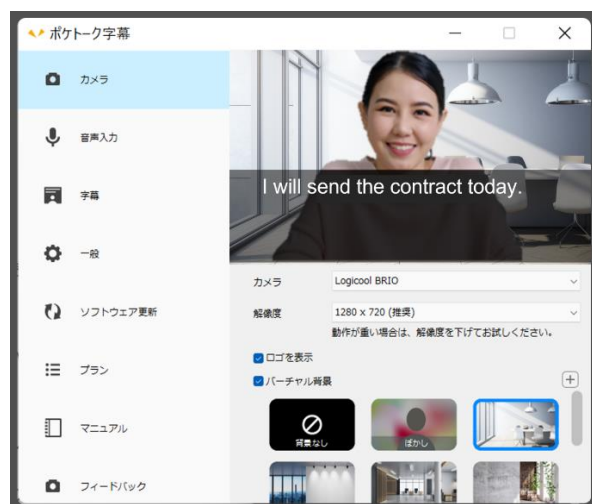 ポケトーク字幕
カメラ
音声入力
字幕
一般
ソフトウェア更新
プラン
マニュアル
フィードバック
I will send the contract today.
カメラ
Logicool BRIO
解像度
1280 x 720 (推奨)
動作が重い場合は、解像度を下げてお試しください。
ロゴを表示
バーチャル背景
背景なし
ぼかし